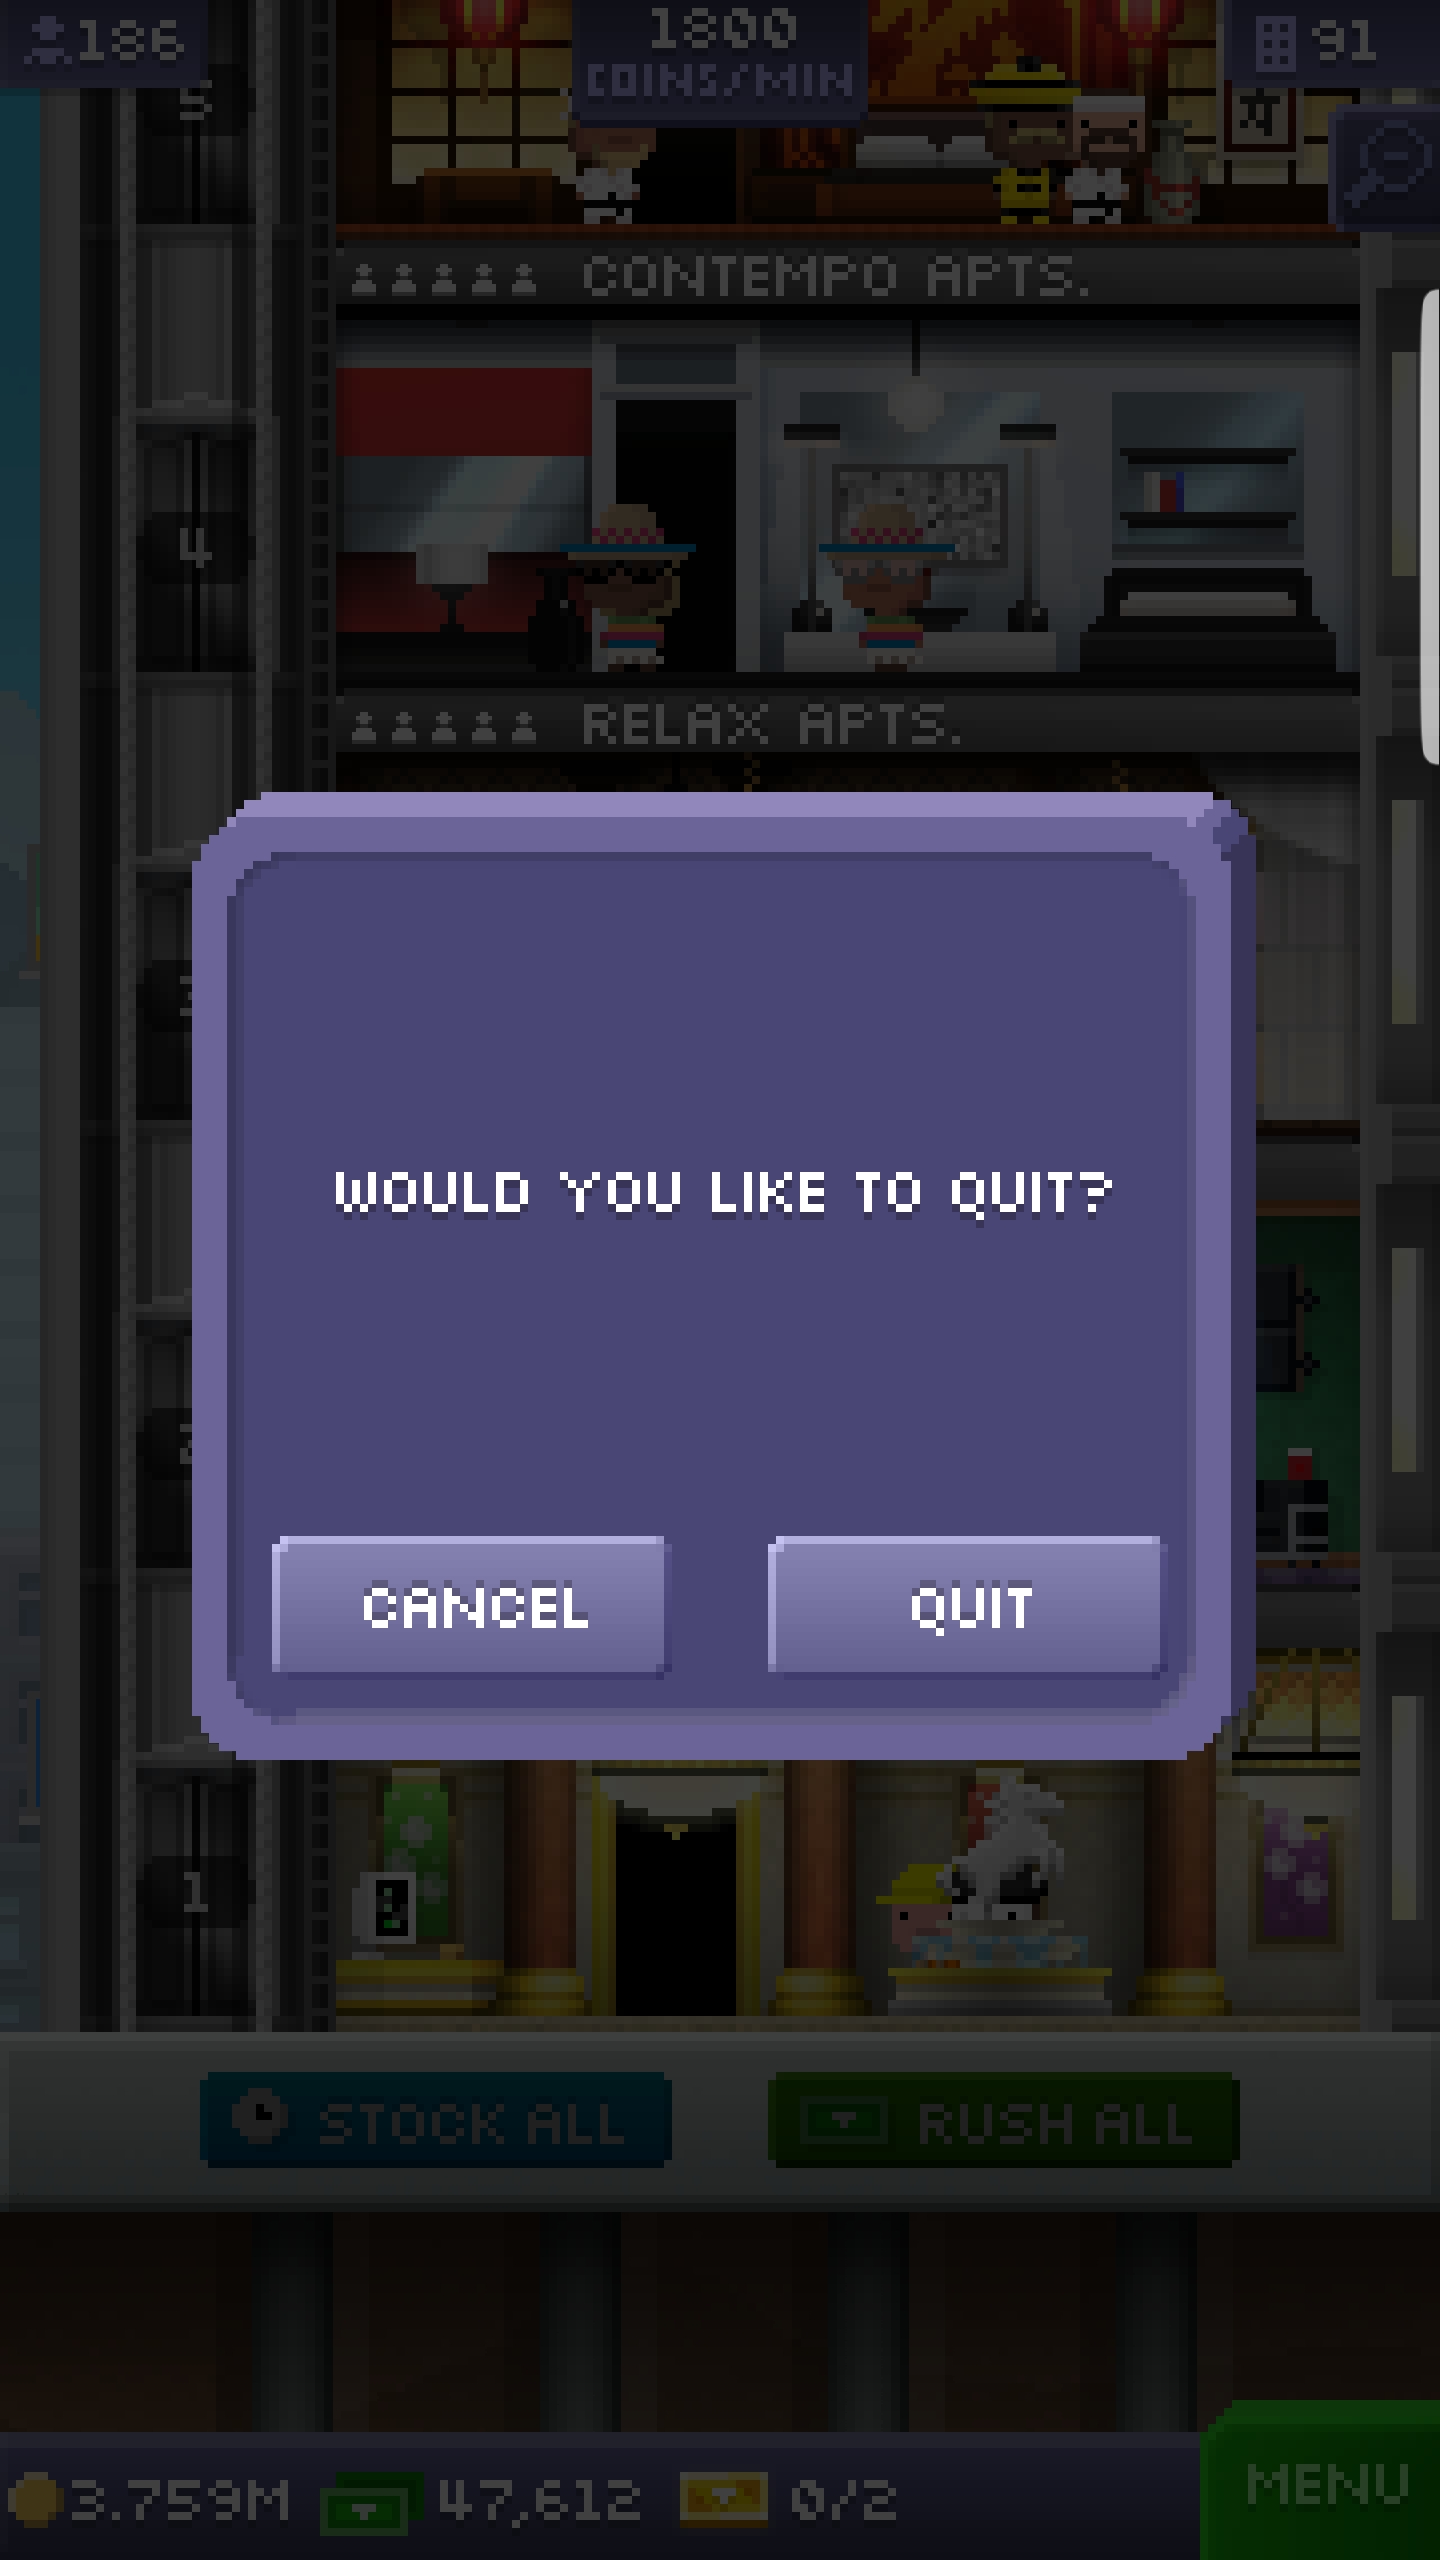 186
1800
COINS/MIN
91
5
CONTEMPO APTS.
4
RELAX APTS.
WOULD YOU LIKE TO QUIT?
CANCEL QUIT
1
STOCK ALL RUSH ALL
3.759M 47,612 0/2 MENU